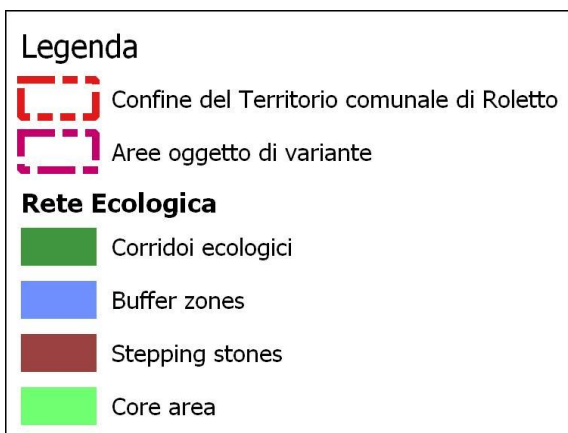 Legenda
Confine del Territorio comunale di Roletto
Aree oggetto di variante
Rete Ecologica
Corridoi ecologici
Buffer zones
Stepping stones
Core area